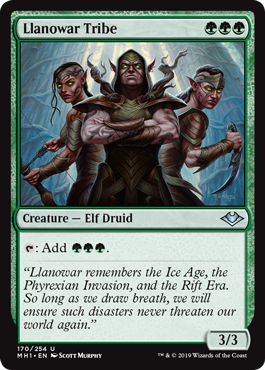 Llanowar Tribe
Creature — Elf Druid
: Add .
“Llanowar remembers the Ice Age, the
Phyrexian Invasion, and the Rift Era.
So long as we draw breath, we will
ensure such disasters never threaten our
world again.”
3/3
170/254 U
MH1 • EN Scott Murphy
™ & © 2019 Wizards of the Coast